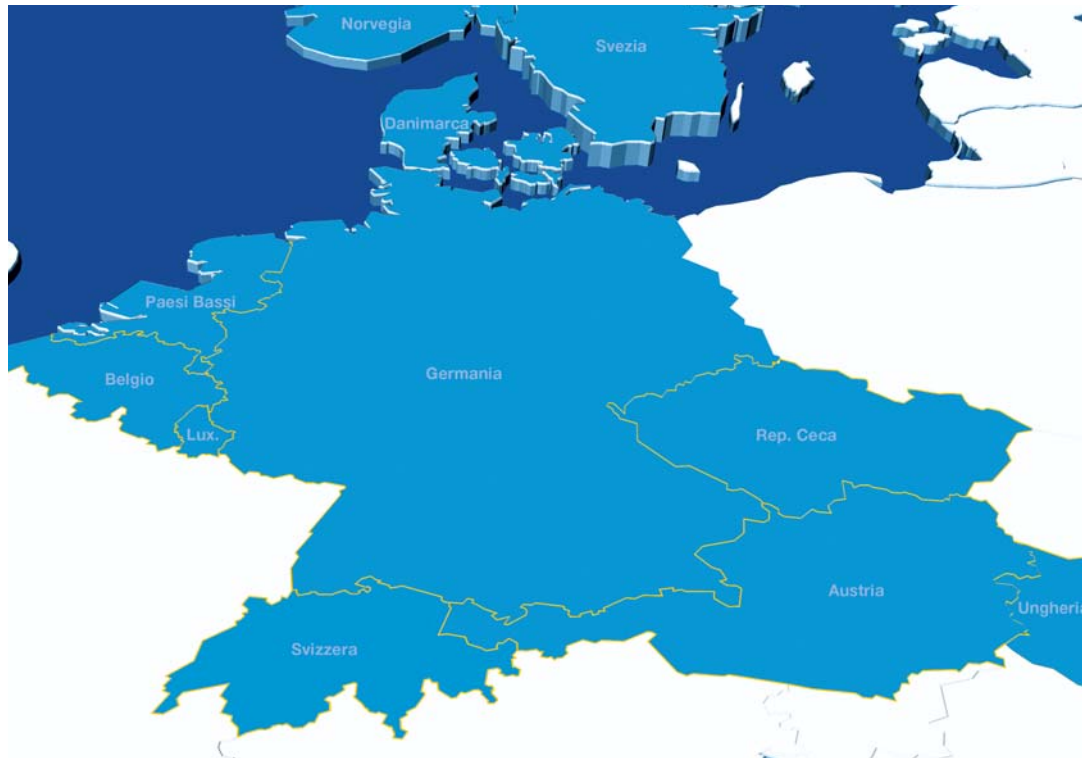 Norvegia
Svezia
Danimarca
Paesi Bassi
Germania
Belgio
Lux.
Rep. Ceca
Austria
Ungheria
Svizzera